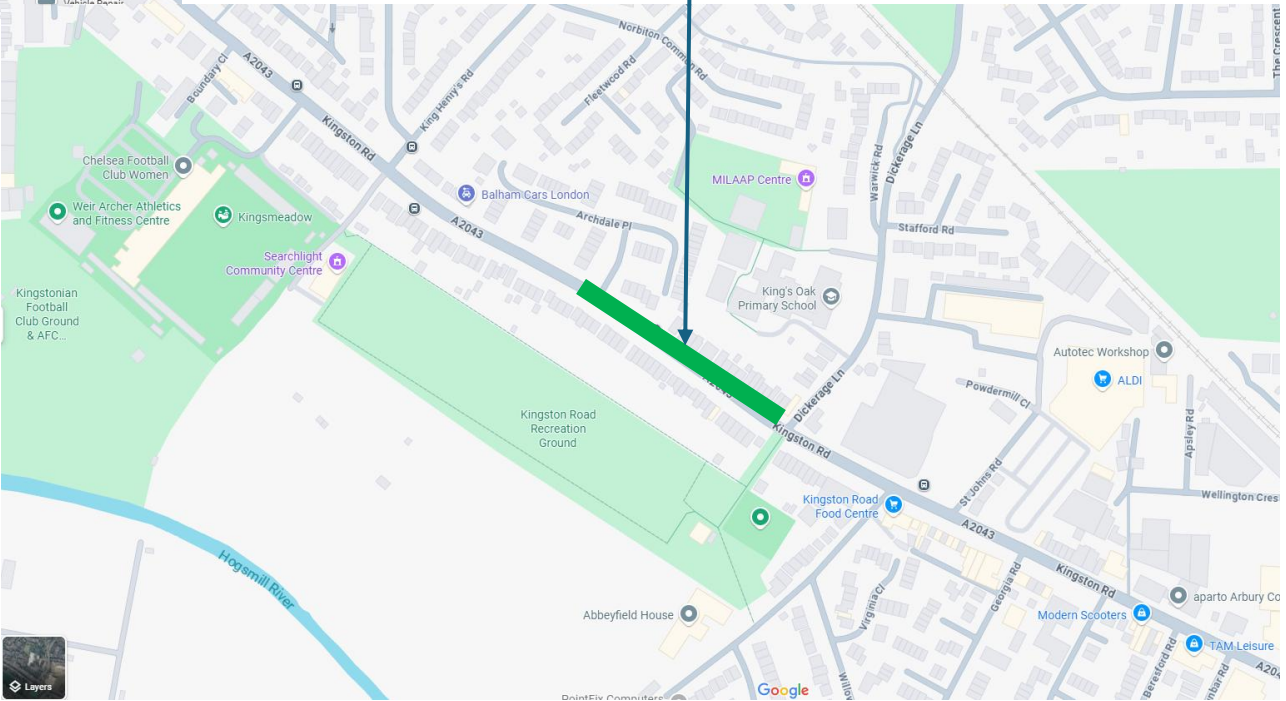 Vehicle Repair
Norbiton Common Rd
The Crescent
A2043
Boundary Cl
Fleetwood Rd
King Henry's Rd
Kingston Rd
Chelsea Football
Club Women
Warwick Rd
Dickerage Ln
MILAAP Centre
Balham Cars London
Weir Archer Athletics
and Fitness Centre
Kingsmeadow
Archdale Pl
A2043
Stafford Rd
Searchlight
Community Centre
King's Oak
Primary School
Kingstonian
Football
Club Ground
& AFC...
Autotec Workshop
ALDI
A2043
Dickerage Ln
Powdermill Cl
Kingston Road
Recreation
Ground
Apsley Rd
Kingston Rd
St Johns Rd
Kingston Road
Food Centre
Wellington Cres
A2043
Hogsmill River
Kingston Rd
Georgia Rd
Virginia Cl
aparto Arbury Co
Abbeyfield House
Modern Scooters
TAM Leisure
Beresford Rd
nbar Rd
A204
Willow
Layers
PointFix Computers
Google